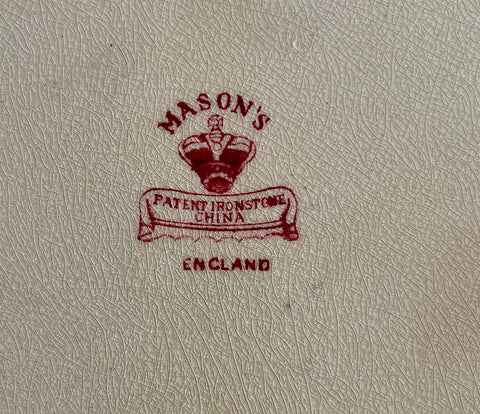 MASON'S
PATENT IRONSTONE
CHINA
ENGLAND